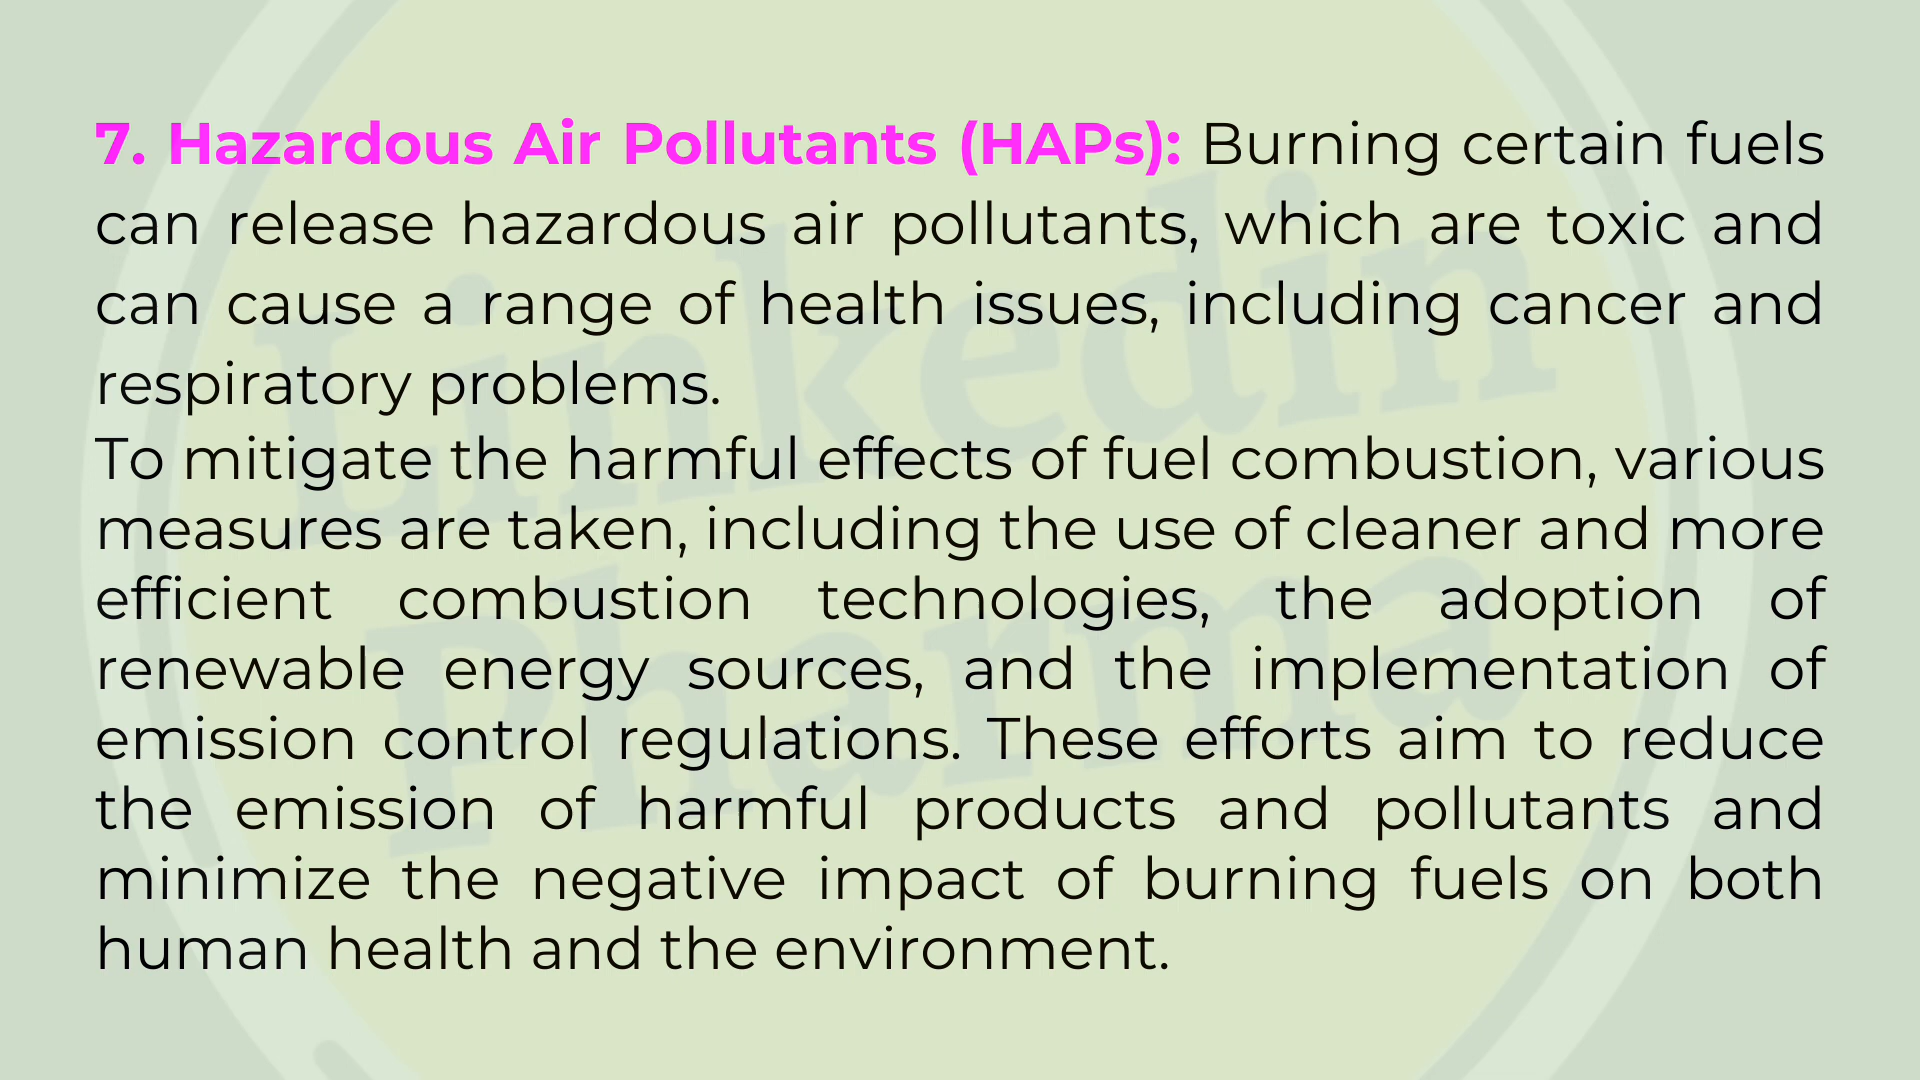 7. Hazardous Air Pollutants (HAPs): Burning certain fuels
can release hazardous air pollutants, which are toxic and
can cause a range of health issues, including cancer and
respiratory problems.
To mitigate the harmful effects of fuel combustion, various
measures are taken, including the use of cleaner and more
efficient combustion technologies, the adoption of
renewable energy sources, and the implementation of
emission control regulations. These efforts aim to reduce
the emission of harmful products and pollutants and
minimize the negative impact of burning fuels on both
human health and the environment.
Linkedin
Pharma